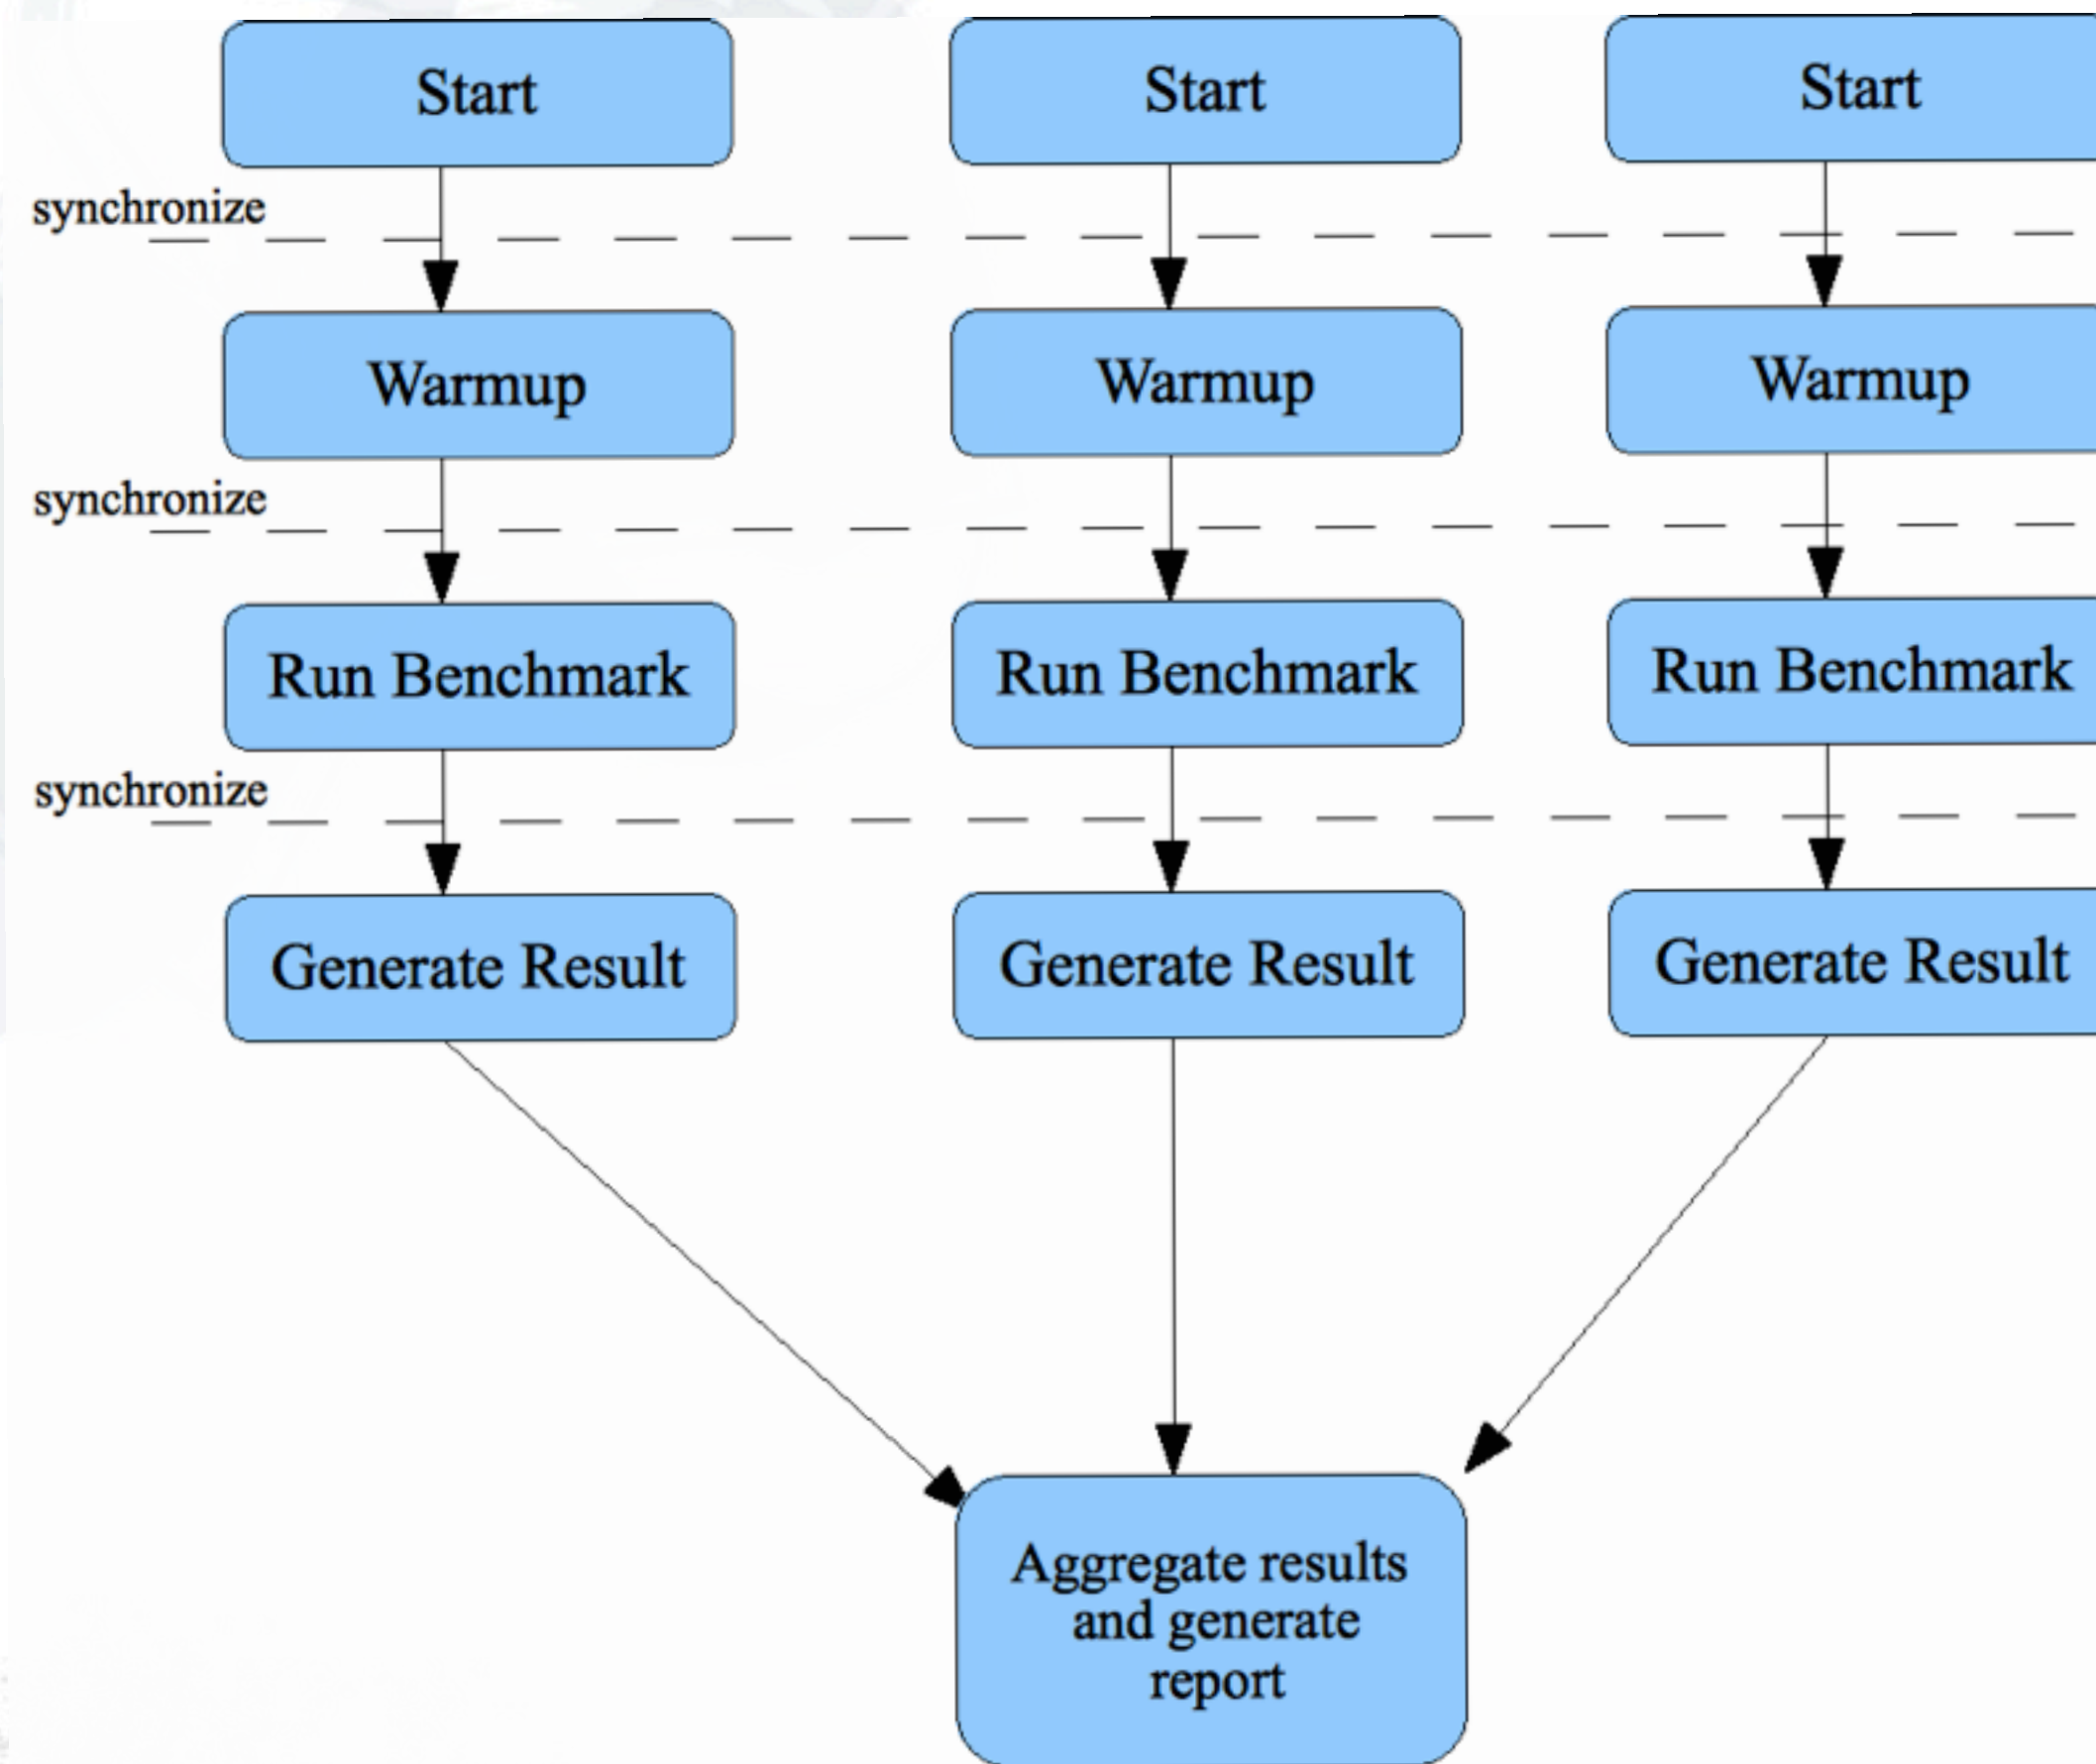 Start
Start
Start
synchronize
Warmup
Warmup
Warmup
synchronize
Run Benchmark
Run Benchmark
Run Benchmark
synchronize
Generate Result
Generate Result
Generate Result
Aggregate results
and generate
report